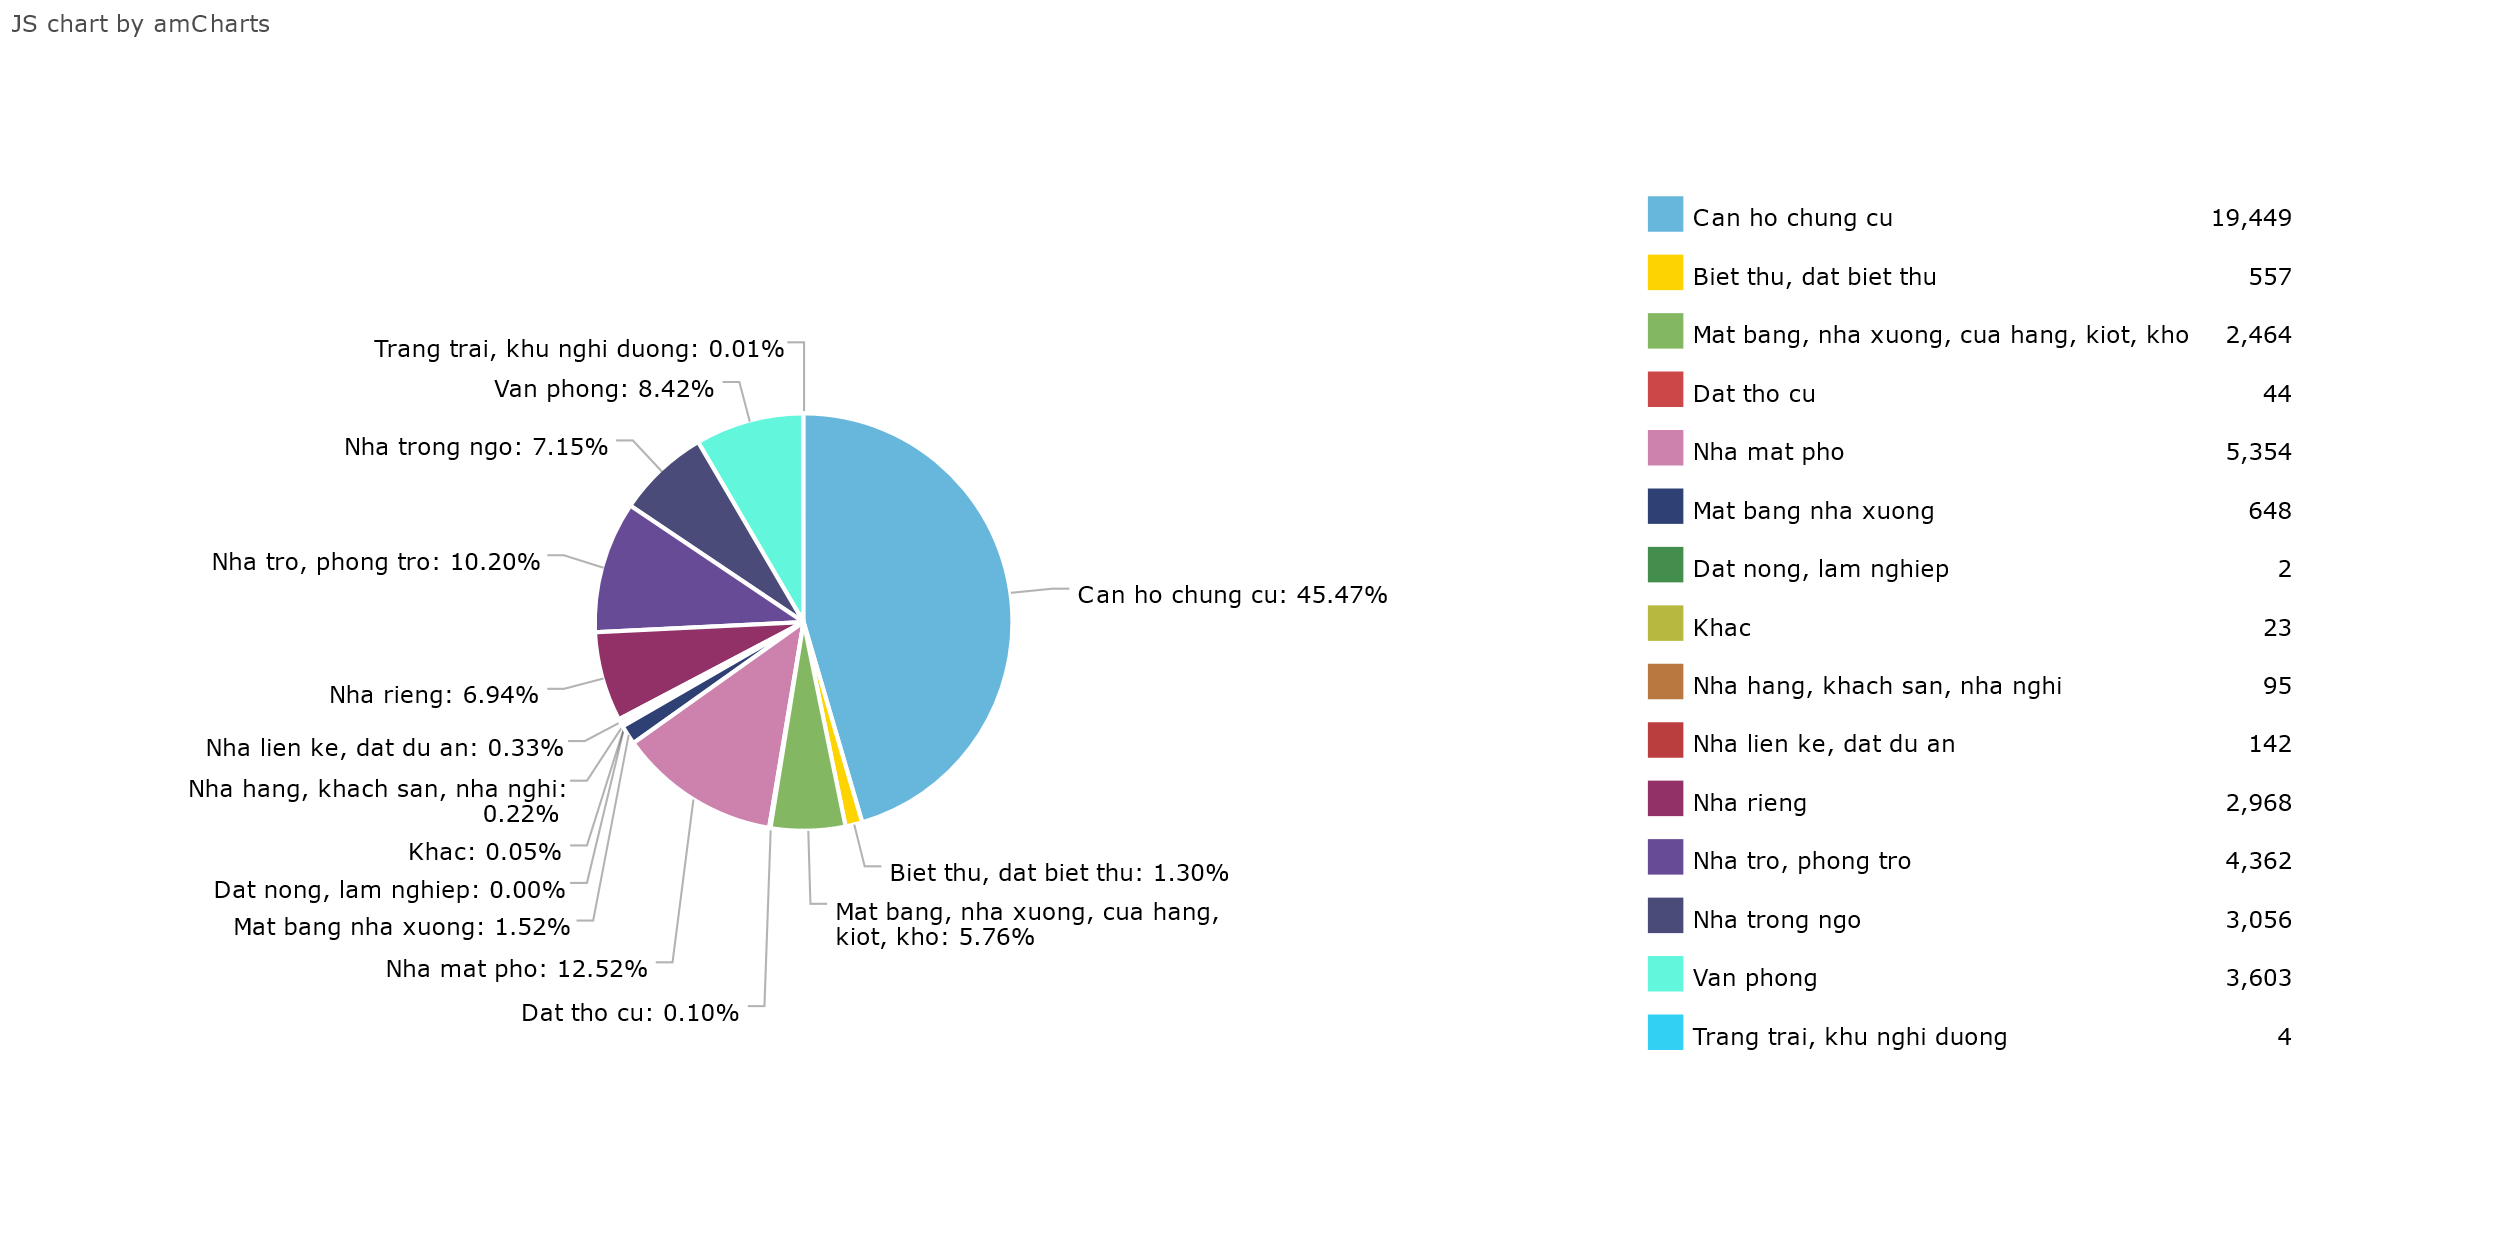 JS chart by amCharts
Trang trai, khu nghi duong: 0.01%
Van phong: 8.42%
Nha trong ngo: 7.15%
Nha tro, phong tro: 10.20%
Can ho chung cu: 45.47%
Nha rieng: 6.94%
Nha lien ke, dat du an: 0.33%
Nha hang, khach san, nha nghi:
0.22%
Khac: 0.05%
Dat nong, lam nghiep: 0.00%
Mat bang nha xuong: 1.52%
Nha mat pho: 12.52%
Dat tho cu: 0.10%
Biet thu, dat biet thu: 1.30%
Mat bang, nha xuong, cua hang,
kiot, kho: 5.76%
Can ho chung cu 19,449
Biet thu, dat biet thu 557
Mat bang, nha xuong, cua hang, kiot, kho 2,464
Dat tho cu 44
Nha mat pho 5,354
Mat bang nha xuong 648
Dat nong, lam nghiep 2
Khac 23
Nha hang, khach san, nha nghi 95
Nha lien ke, dat du an 142
Nha rieng 2,968
Nha tro, phong tro 4,362
Nha trong ngo 3,056
Van phong 3,603
Trang trai, khu nghi duong 4